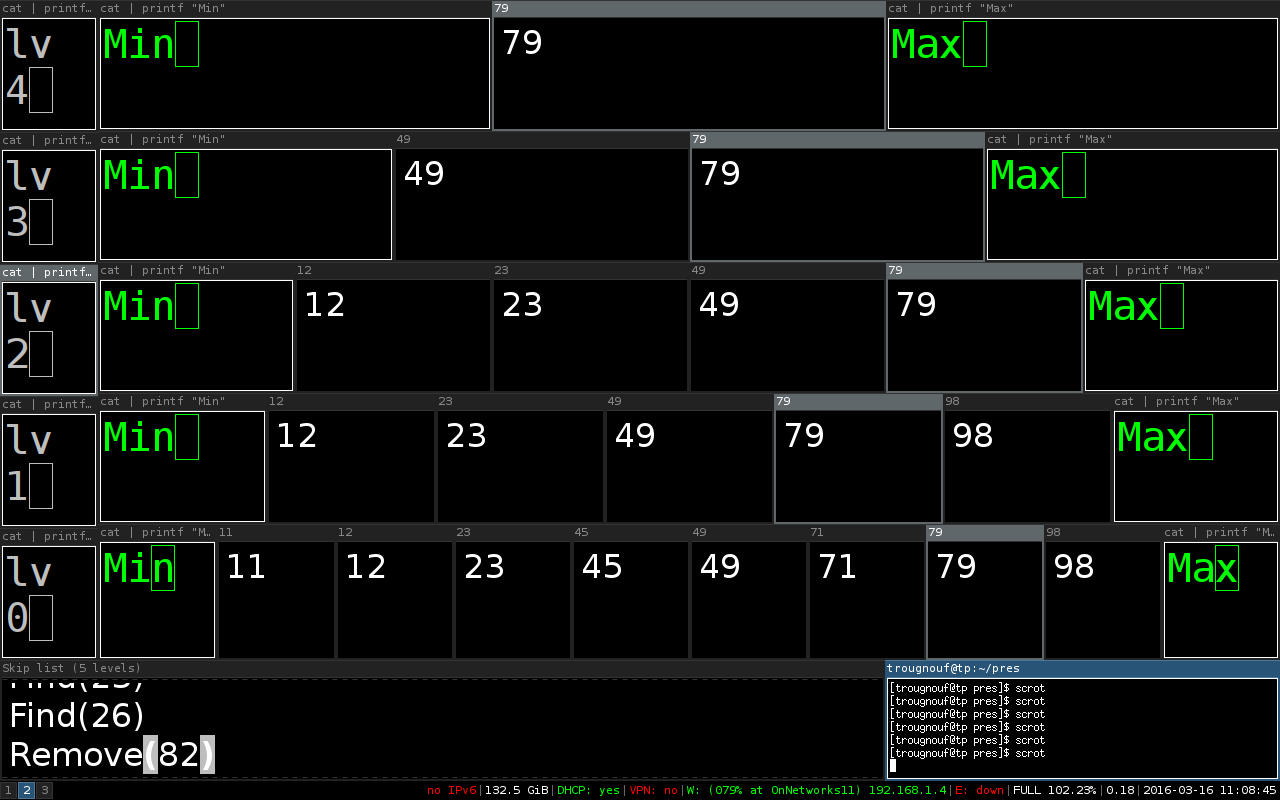 cat | printf… cat | printf "Min" 79 cat | printf "Max"
lv Min 79 Max
4
cat | printf… cat | printf "Min" 49 79 cat | printf "Max"
lv Min 49 79 Max
3
cat | printf… cat | printf "Min" 12 23 49 79 cat | printf "Max"
lv Min 12 23 49 79 Max
2
cat | printf… cat | printf "Min" 12 23 49 79 98 cat | printf "Max"
lv Min 12 23 49 79 98 Max
1
cat | printf… cat | printf "M… 11 12 23 45 49 71 79 98 cat | printf "M…
lv Min 11 12 23 45 49 71 79 98 Max
0
Skip list (5 levels)
Find(26)
Remove(82)
trougnouf@tp:~/pres
[trougnouf@tp pres]$ scrot
[trougnouf@tp pres]$ scrot
[trougnouf@tp pres]$ scrot
[trougnouf@tp pres]$ scrot
[trougnouf@tp pres]$ scrot
[trougnouf@tp pres]$ scrot
1 2 3 no IPv6|132.5 GiB|DHCP: yes|VPN: no|W: (079% at OnNetworks11) 192.168.1.4|E: down|FULL 102.23%|0.18|2016-03-16 11:08:45